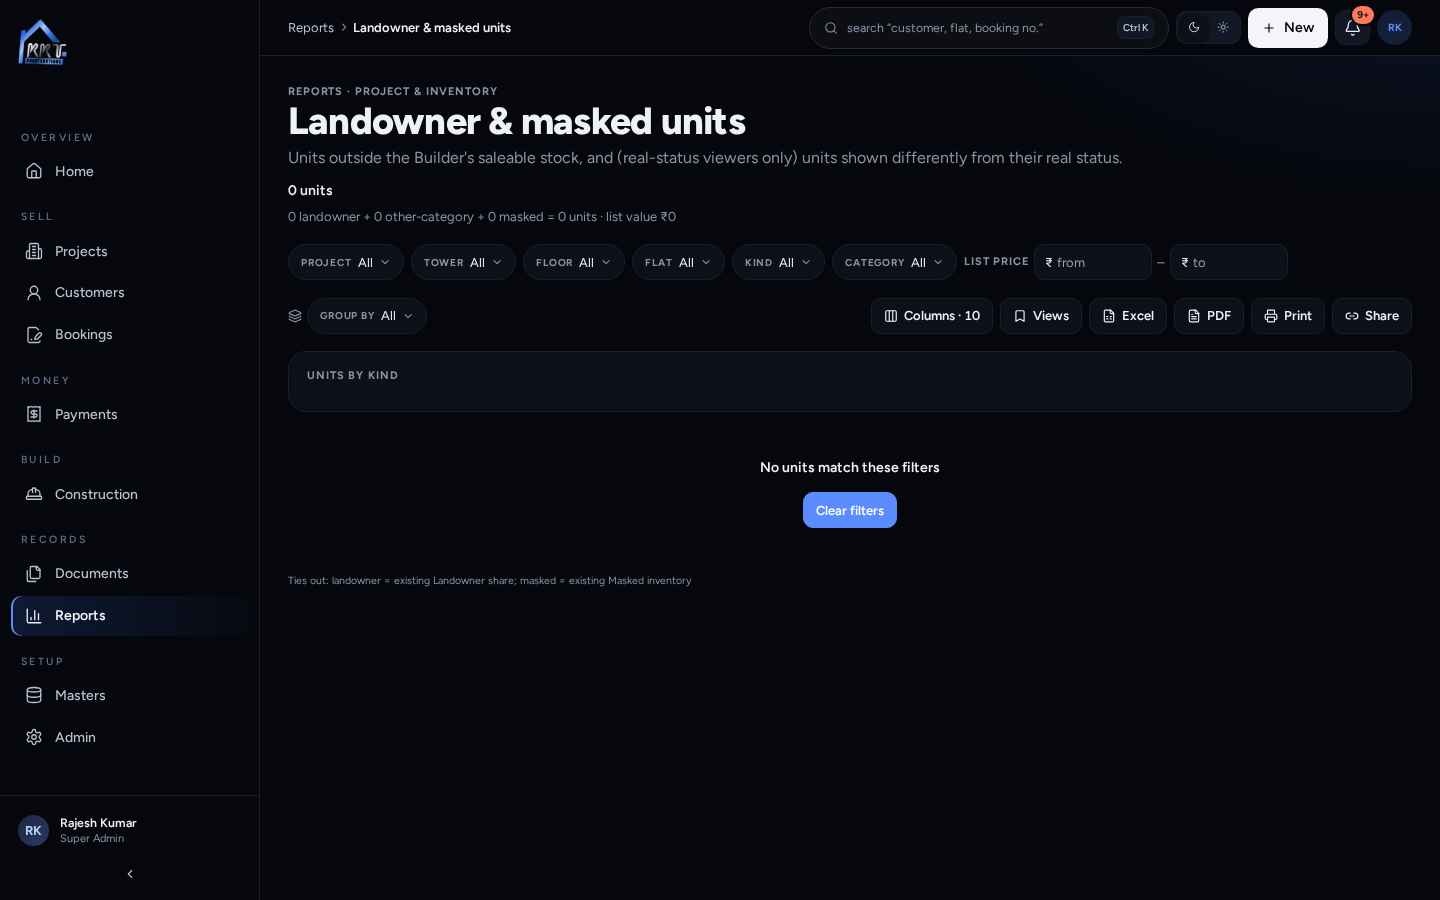 RKT
OVERVIEW
Home
SELL
Projects
Customers
Bookings
MONEY
Payments
BUILD
Construction
RECORDS
Documents
Reports
SETUP
Masters
Admin
RK
Rajesh Kumar
Super Admin
Reports > Landowner & masked units
search “customer, flat, booking no.”
Ctrl K
New
9+
RK
REPORTS · PROJECT & INVENTORY
Landowner & masked units
Units outside the Builder's saleable stock, and (real-status viewers only) units shown differently from their real status.
0 units
0 landowner + 0 other-category + 0 masked = 0 units · list value ₹0
PROJECT All TOWER All FLOOR All FLAT All KIND All CATEGORY All LIST PRICE ₹ from – ₹ to
GROUP BY All
Columns · 10 Views Excel PDF Print Share
UNITS BY KIND
No units match these filters
Clear filters
Ties out: landowner = existing Landowner share; masked = existing Masked inventory